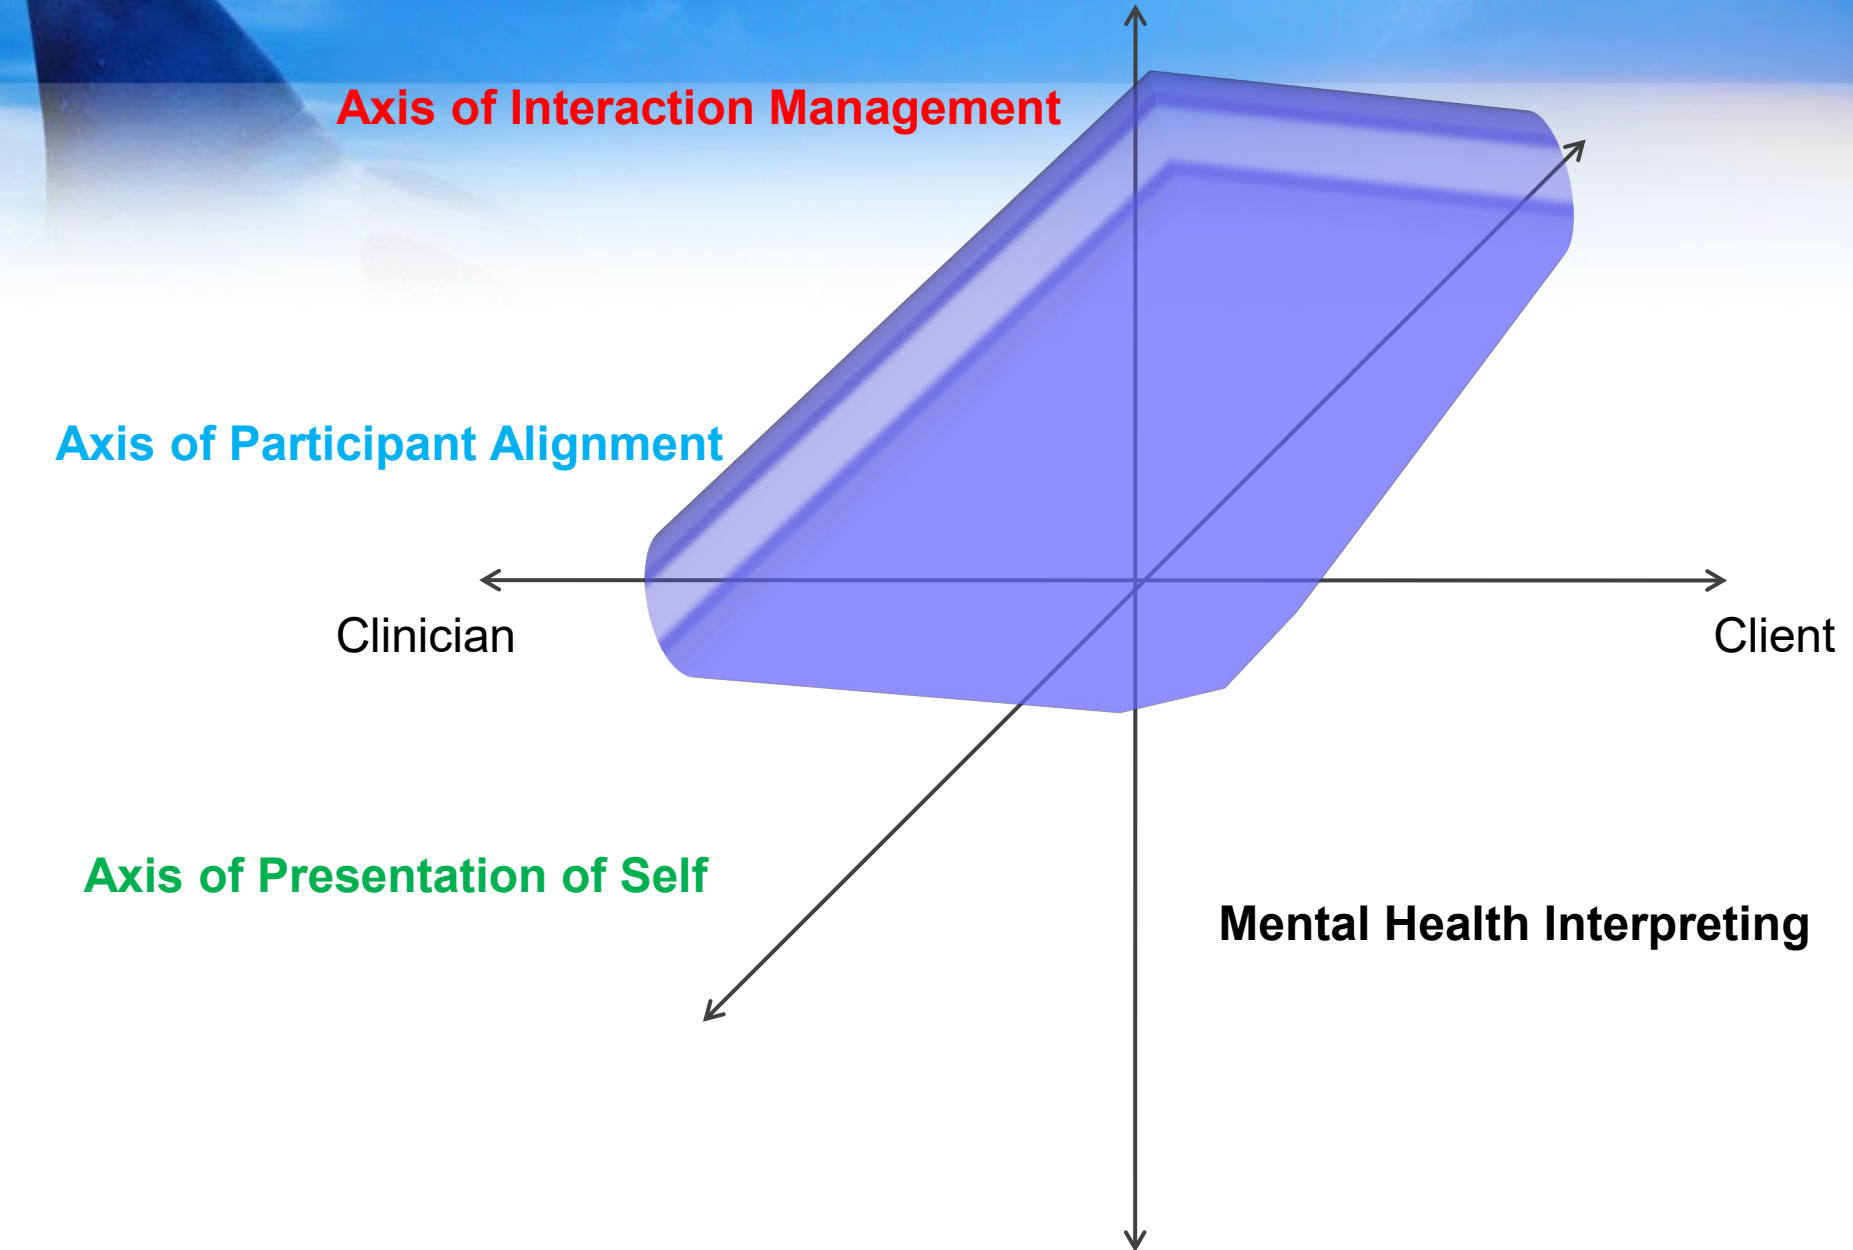 Axis of Interaction Management
Axis of Participant Alignment
Clinician
Client
Axis of Presentation of Self
Mental Health Interpreting